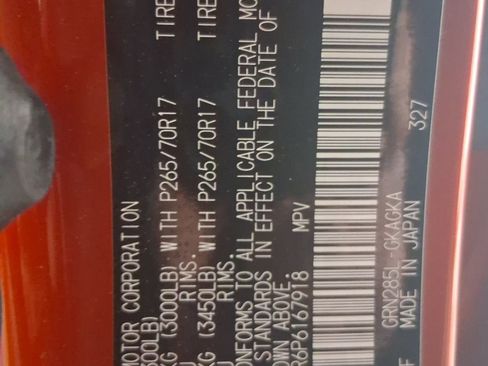 MOTOR CORPORATION
600LB)
KG (3000LB) WITH P265/70R17 TIRE
RIMS.
KG (3450LB) WITH P265/70R17 TIRE
RIMS.
CONFORMS TO ALL APPLICABLE FEDERAL MO
STANDARDS IN EFFECT ON THE DATE OF
OWN ABOVE.
R6P6167918 MPV
GRN285L-GKAGKA
MADE IN JAPAN 327